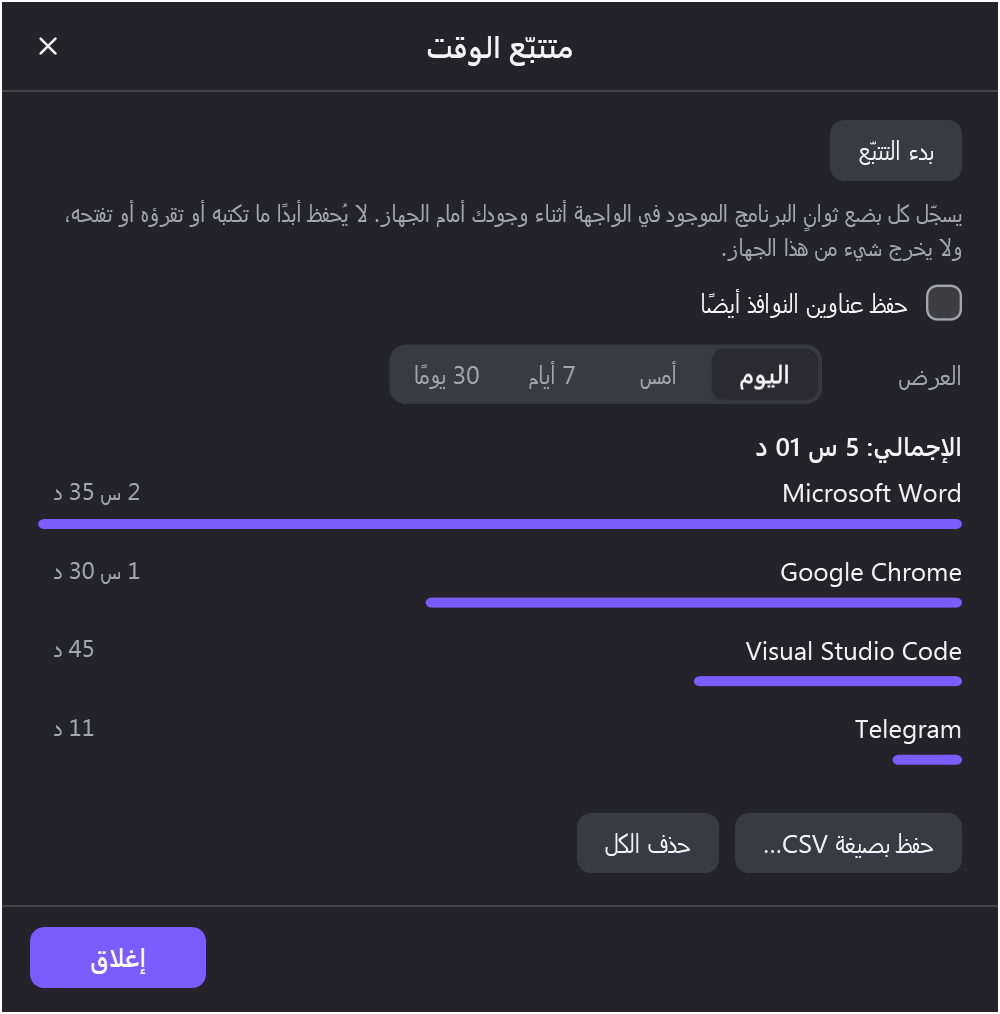 متتبّع الوقت
بدء التتبّع
يسجّل كل بضع ثوانٍ البرنامج الموجود في الواجهة أثناء وجودك أمام الجهاز. لا يُحفظ أبدًا ما تكتبه أو تقرؤه أو تفتحه،
ولا يخرج شيء من هذا الجهاز.
حفظ عناوين النوافذ أيضًا
العرض اليوم أمس 7 أيام 30 يومًا
الإجمالي: 5 س 01 د
Microsoft Word 2 س 35 د
Google Chrome 1 س 30 د
Visual Studio Code 45 د
Telegram 11 د
حفظ بصيغة CSV... حذف الكل
إغلاق